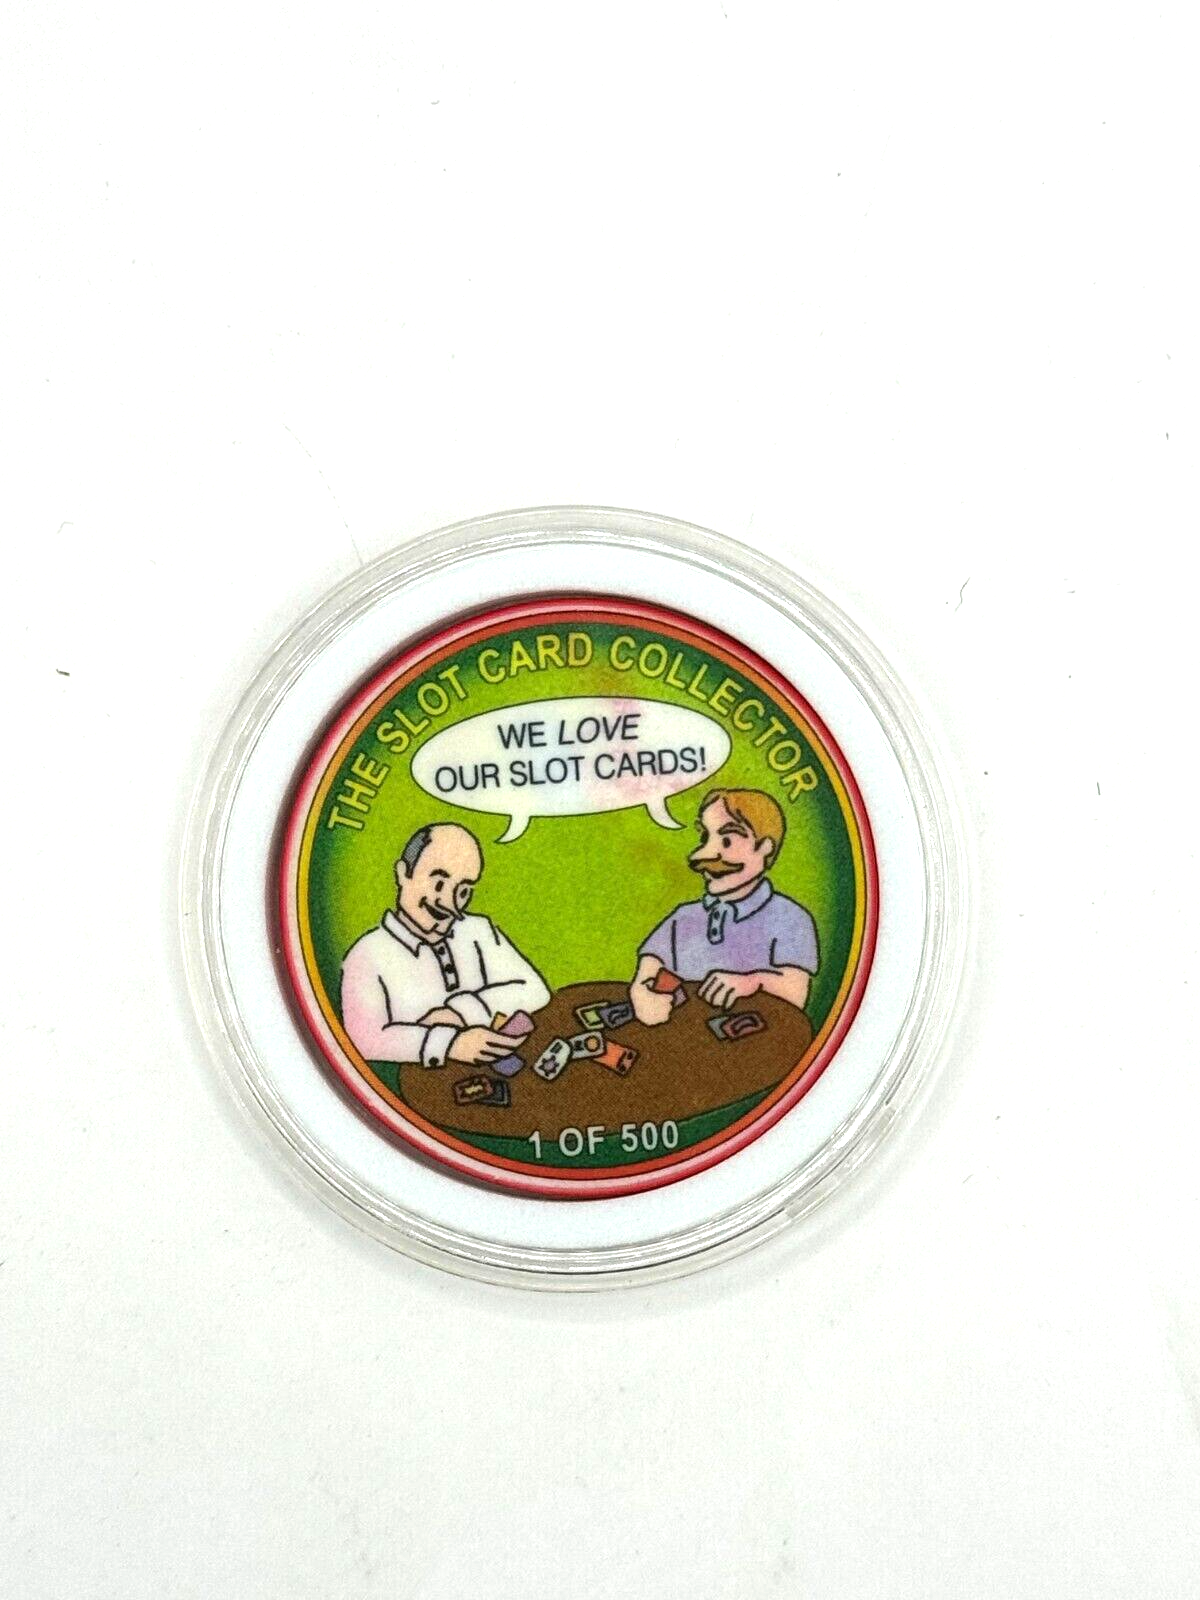 THE SLOT CARD COLLECTOR
WE LOVE
OUR SLOT CARDS!
1 OF 500